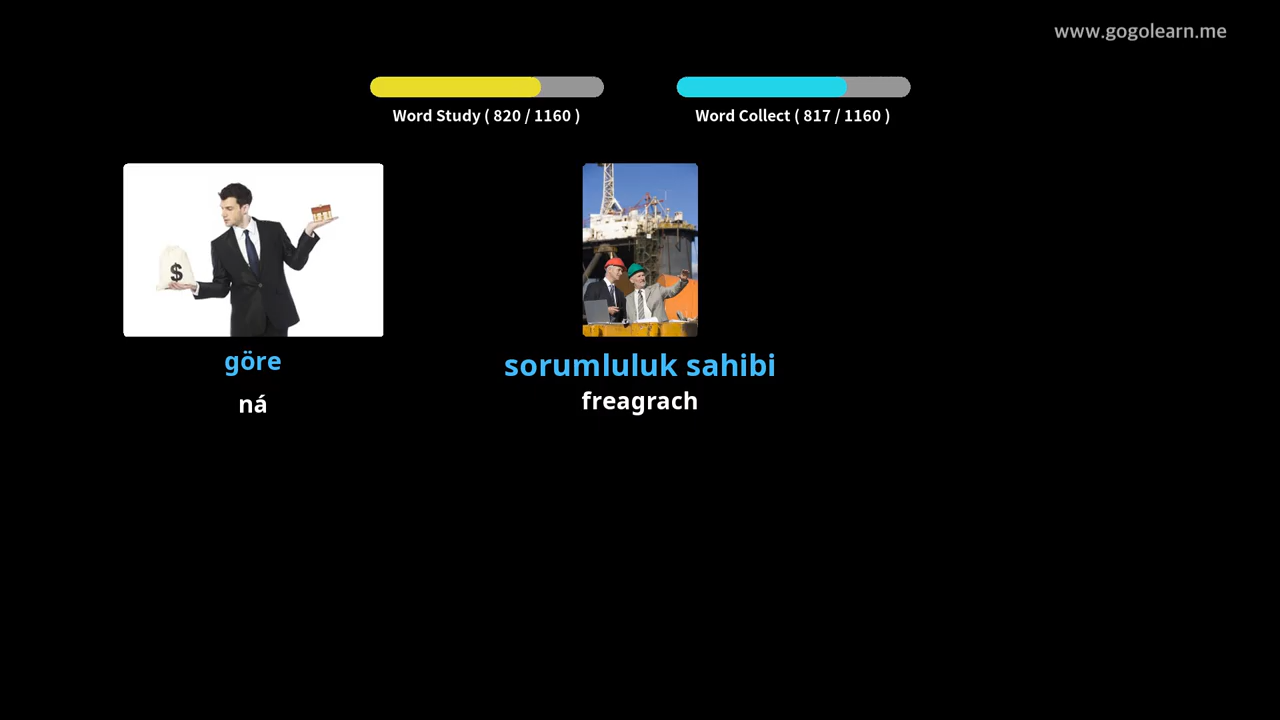 www.gogolearn.me
Word Study ( 820 / 1160 )
Word Collect ( 817 / 1160 )
$
göre
ná
sorumluluk sahibi
freagrach